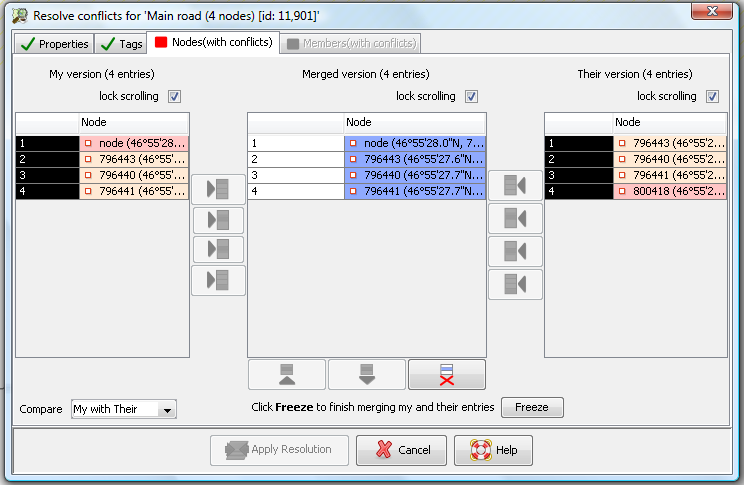 Resolve conflicts for 'Main road (4 nodes) [id: 11,901]'
Properties Tags Nodes(with conflicts) Members(with conflicts)
My version (4 entries) Merged version (4 entries) Their version (4 entries)
lock scrolling lock scrolling lock scrolling
Node Node Node
1 node (46°55'28... 1 node (46°55'28.0"N, 7... 1 796443 (46°55'2...
2 796443 (46°55'... 2 796443 (46°55'27.6"N... 2 796440 (46°55'2...
3 796440 (46°55'... 3 796440 (46°55'27.7"N... 3 796441 (46°55'2...
4 796441 (46°55'... 4 796441 (46°55'27.7"N... 4 800418 (46°55'2...
Compare My with Their Click Freeze to finish merging my and their entries Freeze
Apply Resolution Cancel Help